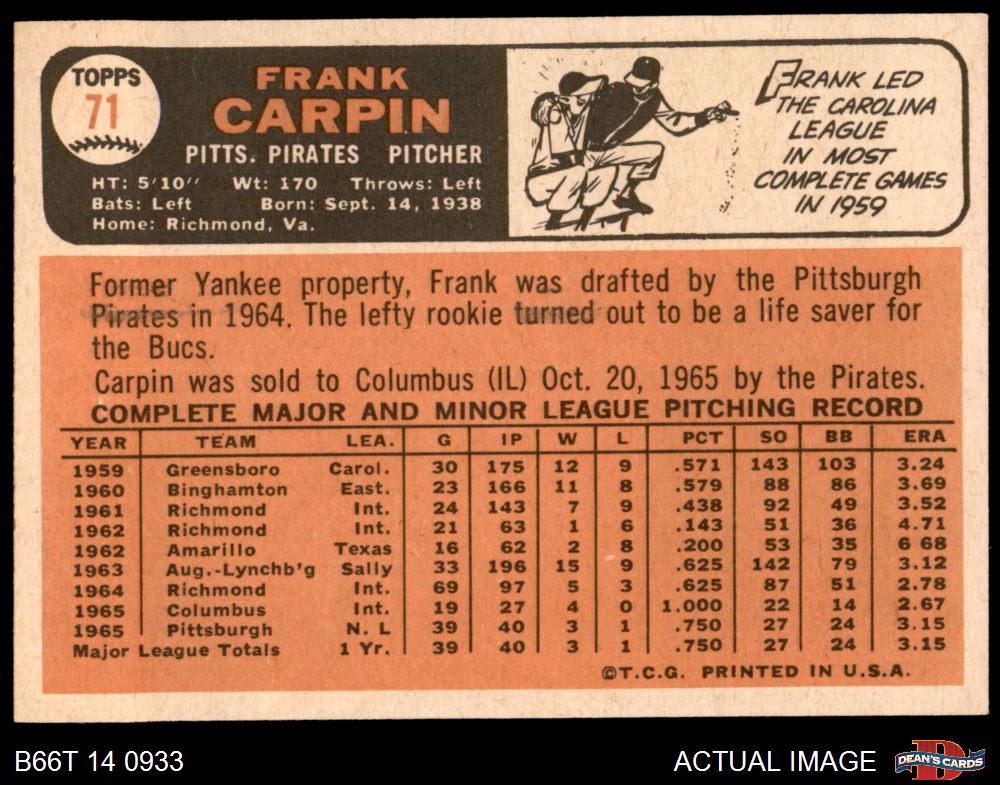 TOPPS
71
FRANK
CARPIN
PITTS. PIRATES PITCHER
HT: 5'10" Wt: 170 Throws: Left
Bats: Left Born: Sept. 14, 1938
Home: Richmond, Va.
FRANK LED
THE CAROLINA
LEAGUE
IN MOST
COMPLETE GAMES
IN 1959
Former Yankee property, Frank was drafted by the Pittsburgh
Pirates in 1964. The lefty rookie turned out to be a life saver for
the Bucs.
Carpin was sold to Columbus (IL) Oct. 20, 1965 by the Pirates.
COMPLETE MAJOR AND MINOR LEAGUE PITCHING RECORD
YEAR TEAM LEA. G IP W L PCT SO BB ERA
1959 Greensboro Carol. 30 175 12 9 .571 143 103 3.24
1960 Binghamton East. 23 166 11 8 .579 88 86 3.69
1961 Richmond Int. 24 143 7 9 .438 92 49 3.52
1962 Richmond Int. 21 63 1 6 .143 51 36 4.71
1962 Amarillo Texas 16 62 2 8 .200 53 35 6 68
1963 Aug.-Lynchb'g Sally 33 196 15 9 .625 142 79 3.12
1964 Richmond Int. 69 97 5 3 .625 87 51 2.78
1965 Columbus Int. 19 27 4 0 1.000 22 14 2.67
1965 Pittsburgh N. L 39 40 3 1 .750 27 24 3.15
Major League Totals 1 Yr. 39 40 3 1 .750 27 24 3.15
©T.C.G. PRINTED IN U.S.A.
B66T 14 0933 ACTUAL IMAGE DEAN'S CARDS